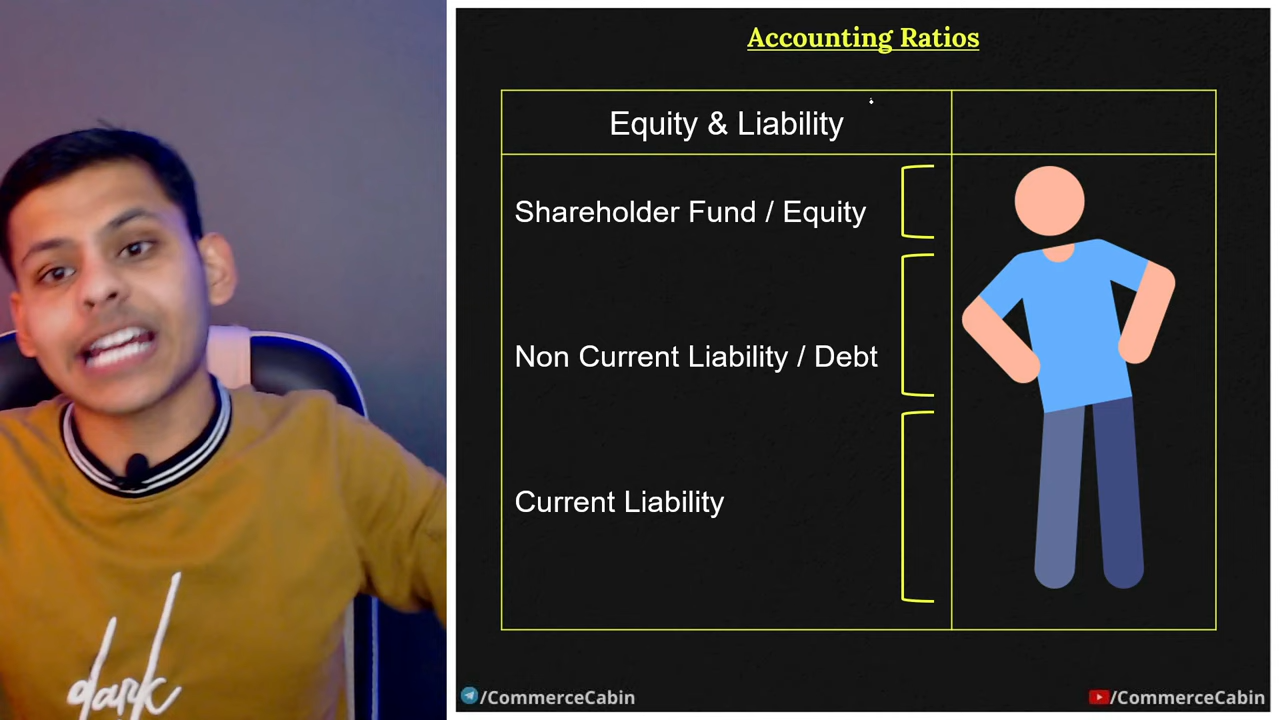 Accounting Ratios
Equity & Liability
Shareholder Fund / Equity
Non Current Liability / Debt
Current Liability
dark
/CommerceCabin
/CommerceCabin